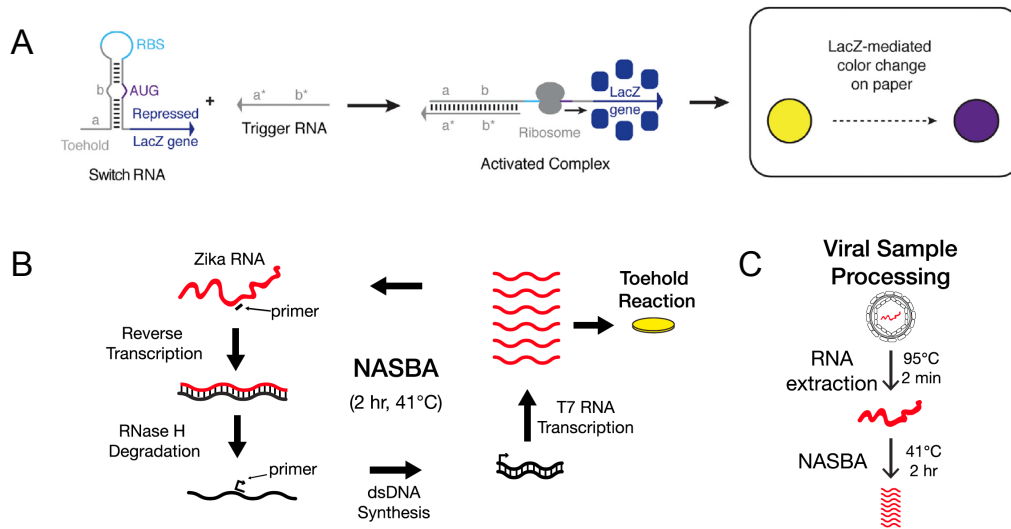 A
RBS
b
AUG
a
Repressed
Toehold
LacZ gene
Switch RNA
+
a* b*
Trigger RNA
a b
LacZ
gene
a* b*
Ribosome
Activated Complex
LacZ-mediated
color change
on paper
B
Zika RNA
primer
Reverse
Transcription
RNase H
Degradation
primer
NASBA
(2 hr, 41°C)
dsDNA
Synthesis
T7 RNA
Transcription
Toehold
Reaction
C
Viral Sample
Processing
RNA
extraction
95°C
2 min
NASBA
41°C
2 hr